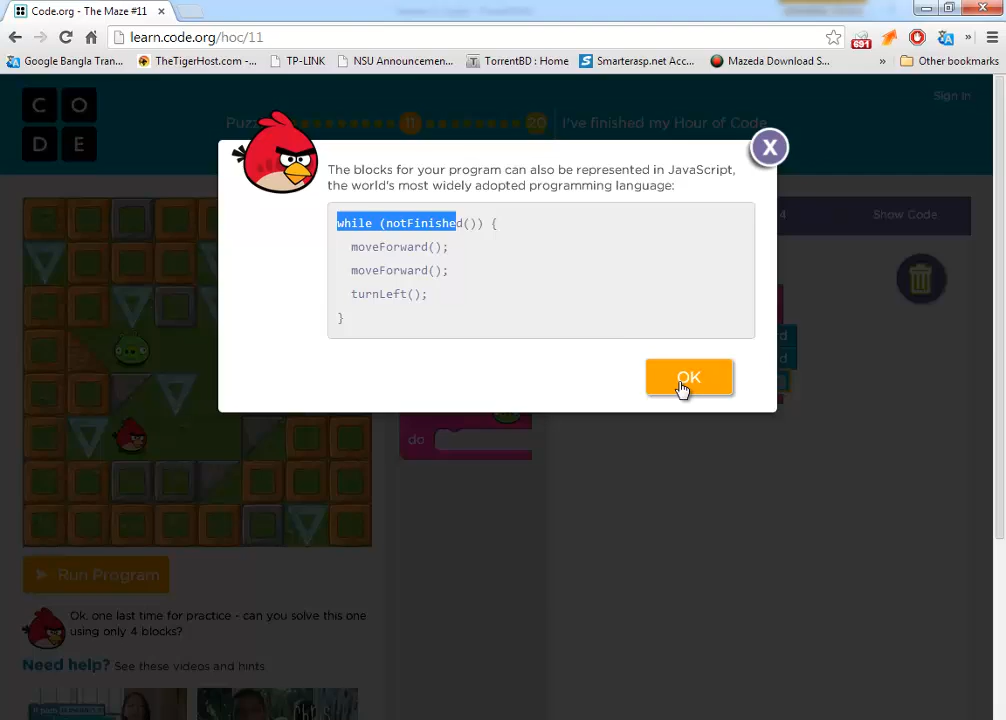 Code.org - The Maze #11
learn.code.org/hoc/11
691
Google Bangla Tran... TheTigerHost.com -... TP-LINK NSU Announcemen... TorrentBD : Home Smarterasp.net Acc... Mazeda Download S... » Other bookmarks
C O
D E
Sign in
11 20 I've finished my Hour of Code
X
The blocks for your program can also be represented in JavaScript,
the world's most widely adopted programming language:
while (notFinished()) {
moveForward();
moveForward();
turnLeft();
}
OK
4 Show Code
do
Run Program
Ok, one last time for practice - can you solve this one
using only 4 blocks?
Need help? See these videos and hints